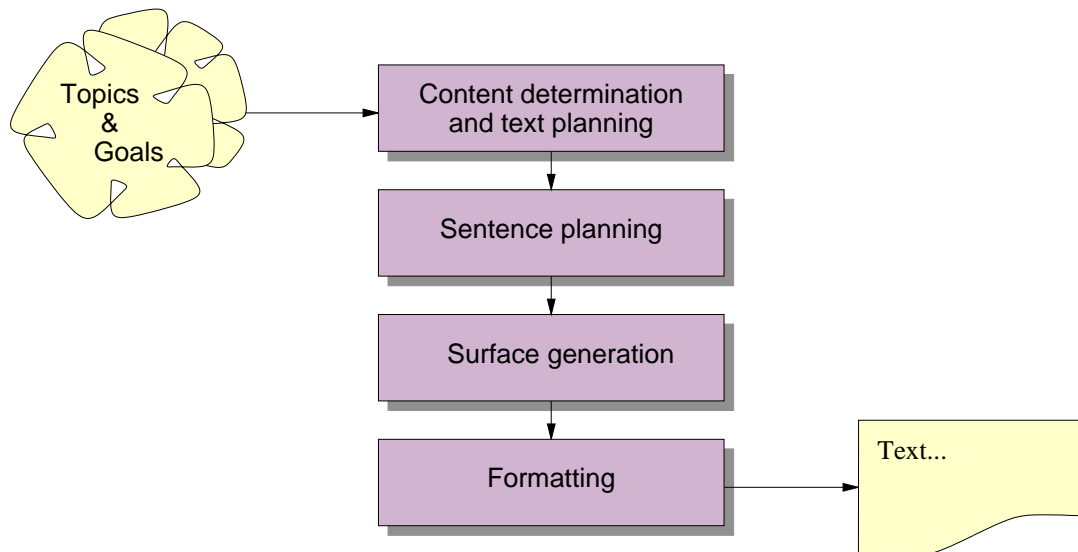 Topics
&
Goals
Content determination
and text planning
Sentence planning
Surface generation
Formatting
Text...